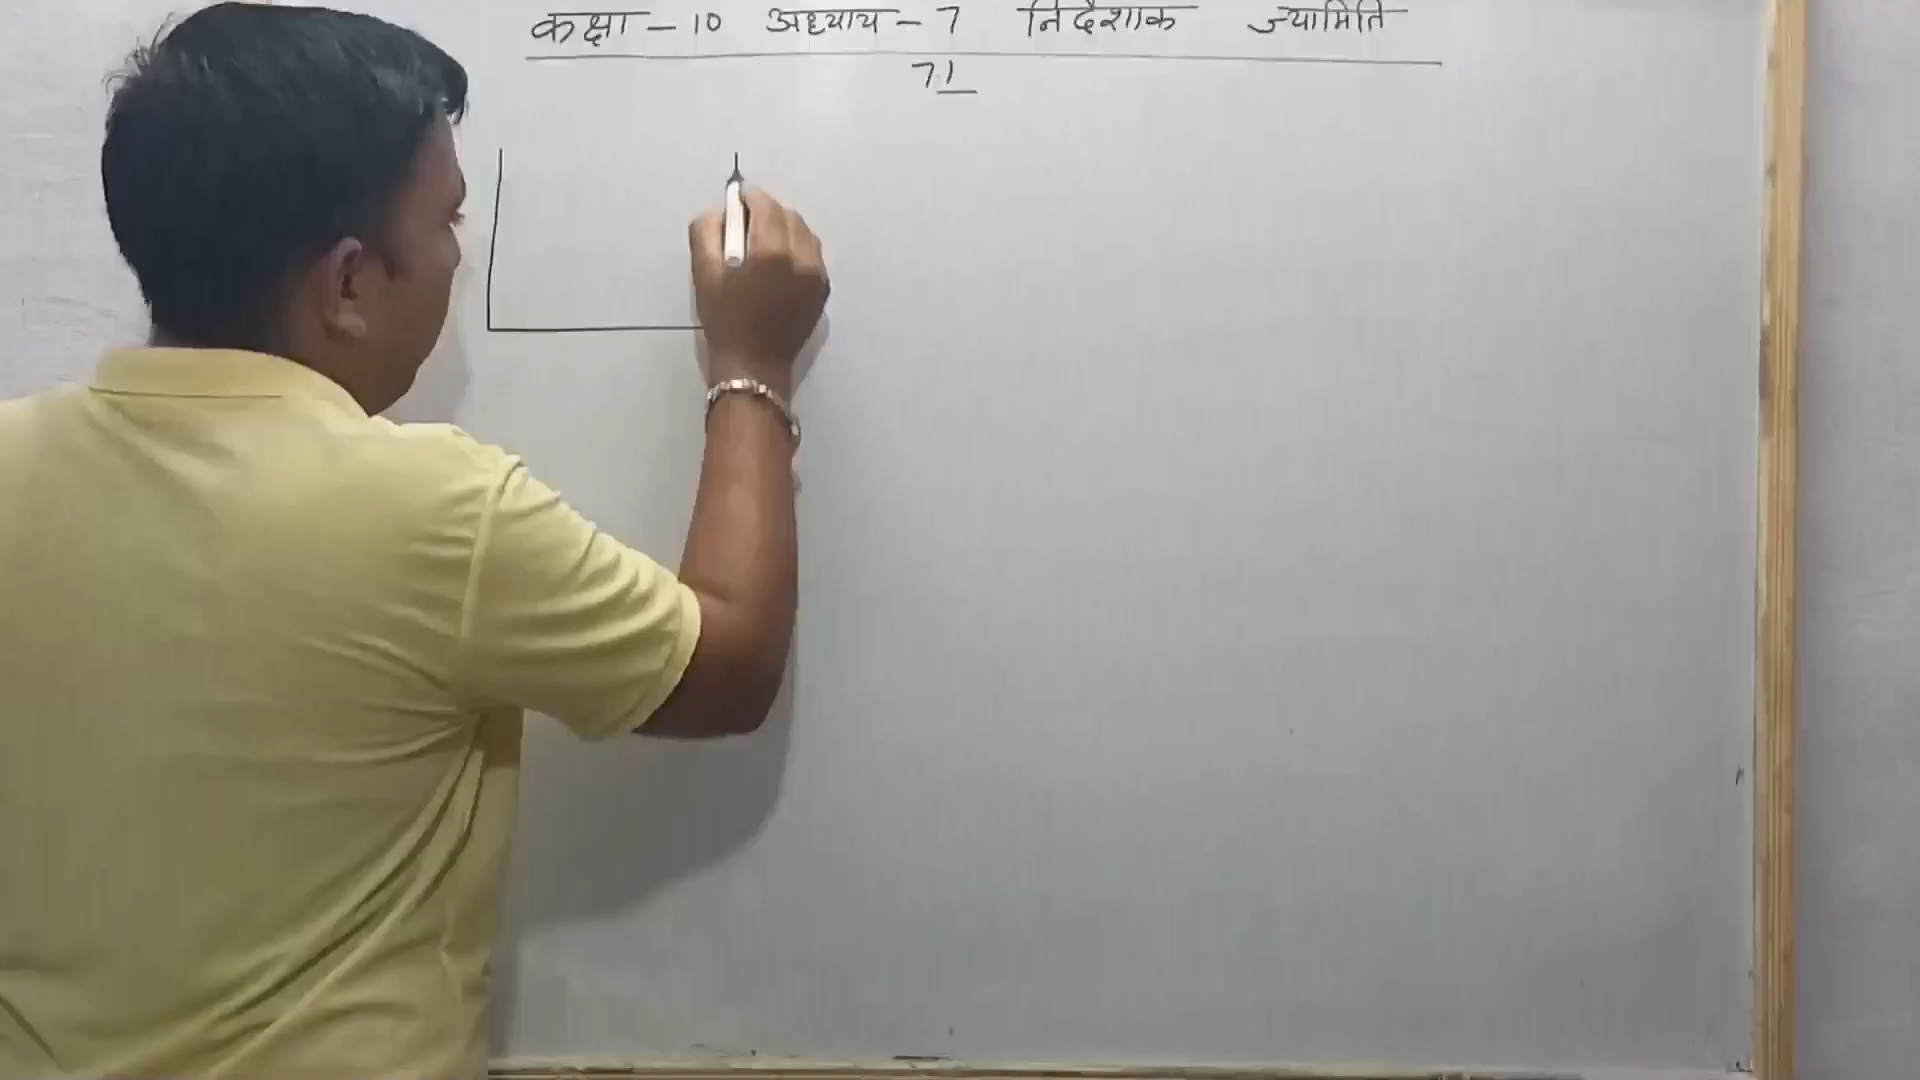 कक्षा - 10 अध्याय - 7 निर्देशांक ज्यामिति
7 1